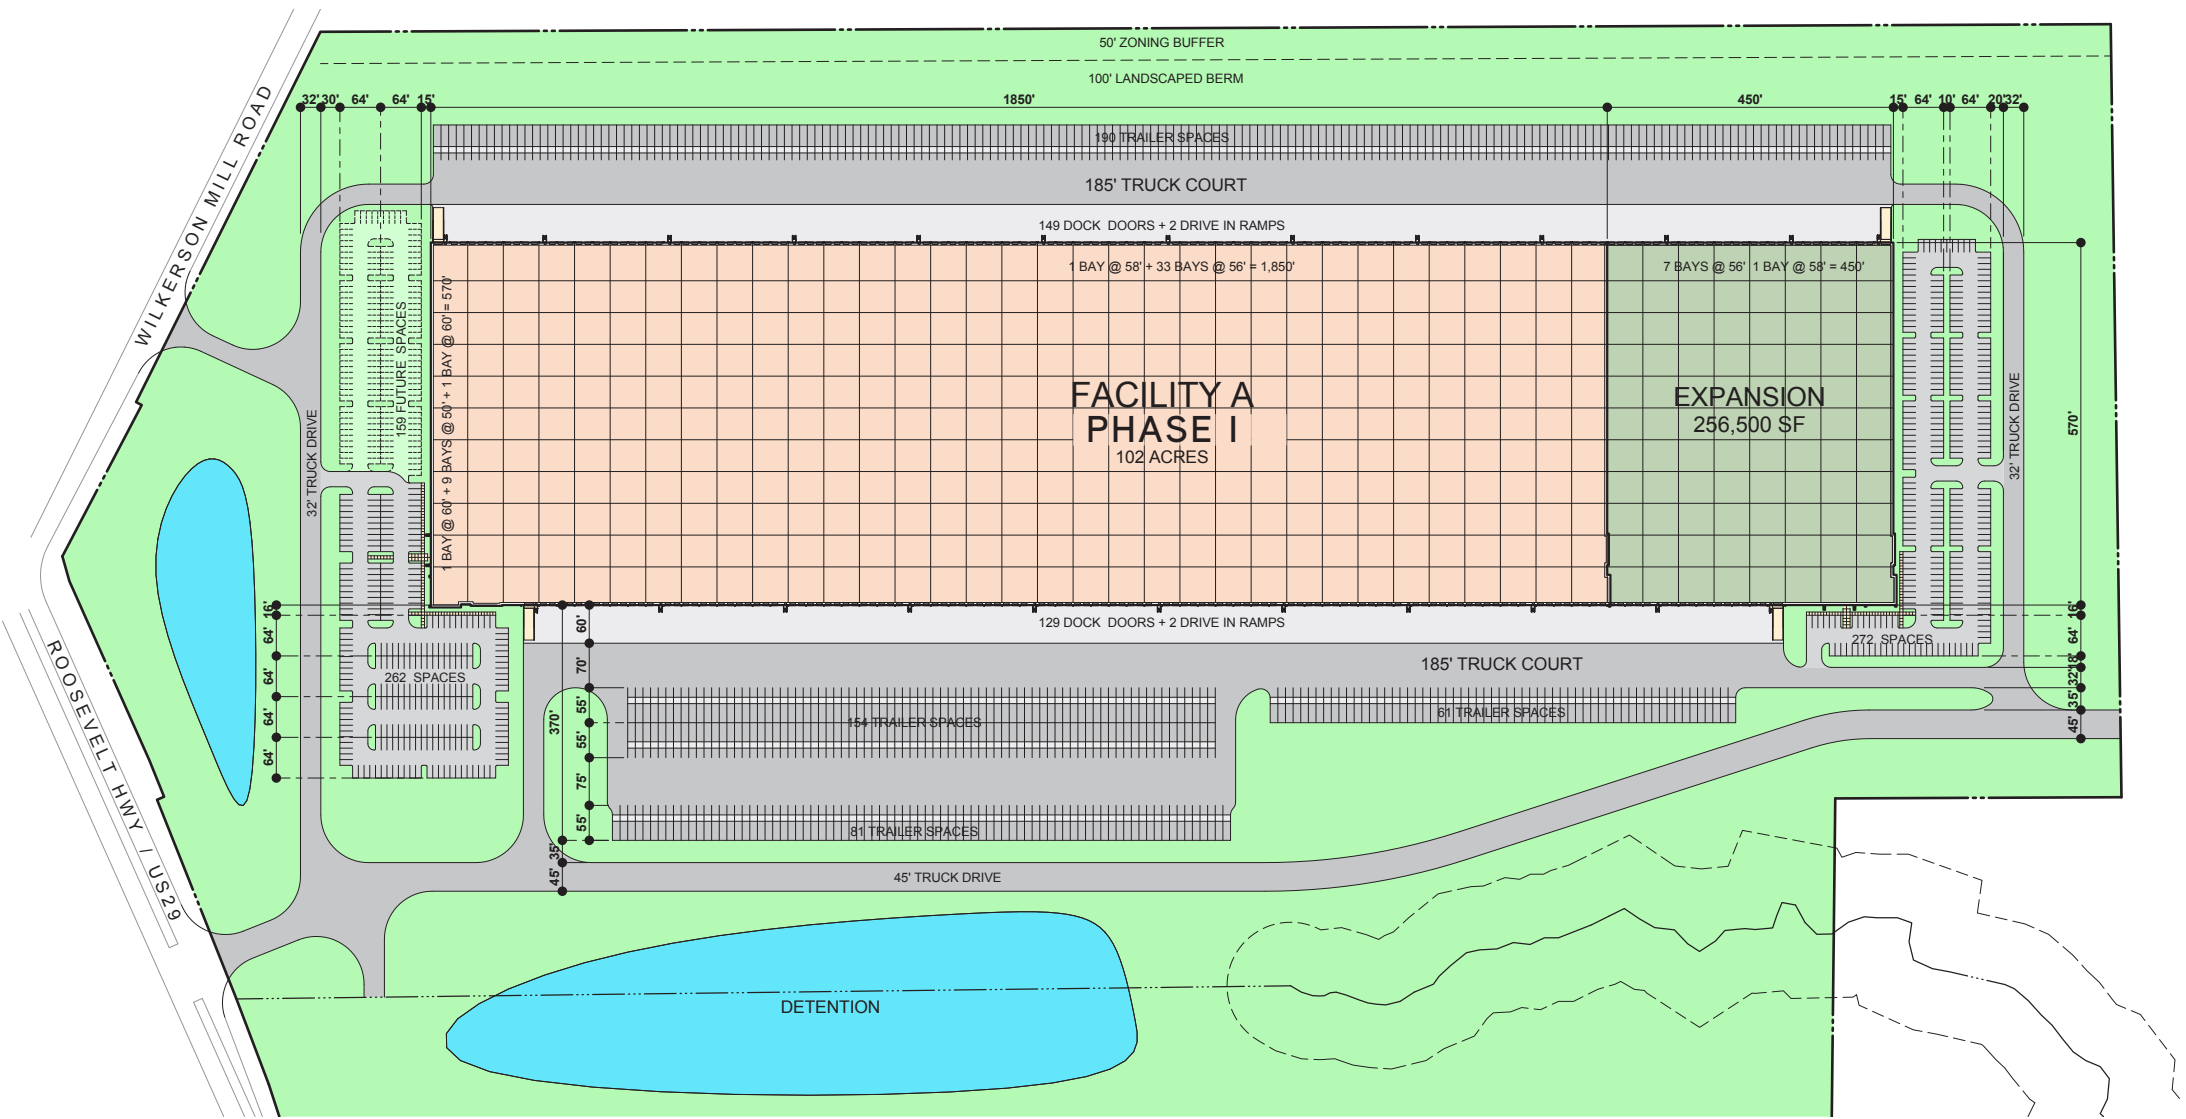 50' ZONING BUFFER
100' LANDSCAPED BERM
32' 30' 64' 64' 15' 1850' 450' 15' 64' 10' 64' 20' 32'
190 TRAILER SPACES
185' TRUCK COURT
149 DOCK DOORS + 2 DRIVE IN RAMPS
1 BAY @ 58' + 33 BAYS @ 56' = 1,850'
7 BAYS @ 56' 1 BAY @ 58' = 450'
WILKERSON MILL ROAD
159 FUTURE SPACES
1 BAY @ 60' + 9 BAYS @ 50' + 1 BAY @ 60' = 570'
32' TRUCK DRIVE
FACILITY A
PHASE I
102 ACRES
EXPANSION
256,500 SF
32' TRUCK DRIVE
570'
16'
64'
64'
64'
64'
262 SPACES
60'
70'
55'
55'
75'
55'
370'
35'
45'
129 DOCK DOORS + 2 DRIVE IN RAMPS
185' TRUCK COURT
272 SPACES
16'
64'
18'
32'
35'
45'
154 TRAILER SPACES
61 TRAILER SPACES
81 TRAILER SPACES
45' TRUCK DRIVE
ROOSEVELT HWY / US29
DETENTION